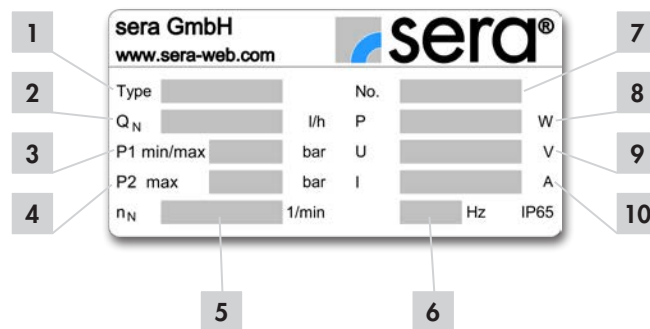 sera GmbH
www.sera-web.com
sera®
1
2
3
4
7
8
9
10
Type
No.
Q N l/h
P W
P1 min/max bar
U V
P2 max bar
I A
n N 1/min
Hz IP65
5
6